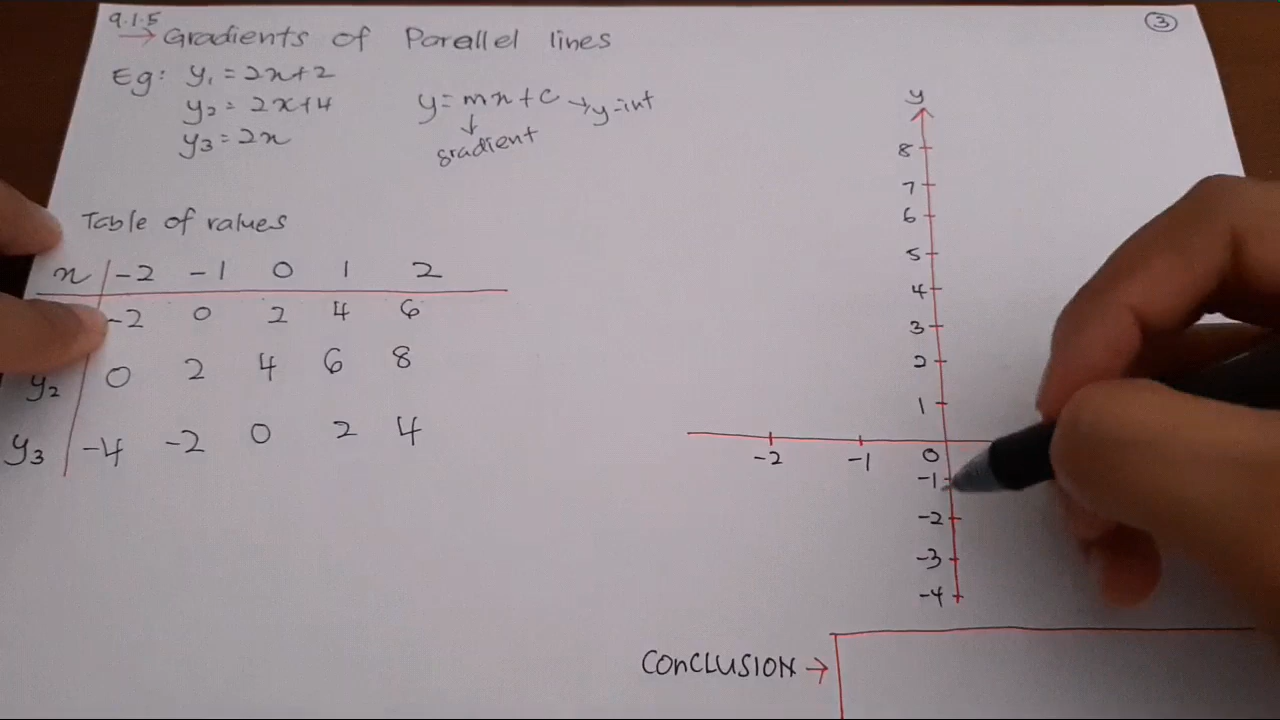 9.1.5
③
→ Gradients of Parallel lines
Eg: y₁ = 2x+2
y₂ = 2x+4
y = mx + c → y-int
gradient
y₃ = 2x
Table of values
x -2 -1 0 1 2
-2 0 2 4 6
y₂ 0 2 4 6 8
y₃ -4 -2 0 2 4
y
8
7
6
5
4
3
2
1
-2 -1 0
-1
-2
-3
-4
CONCLUSION →